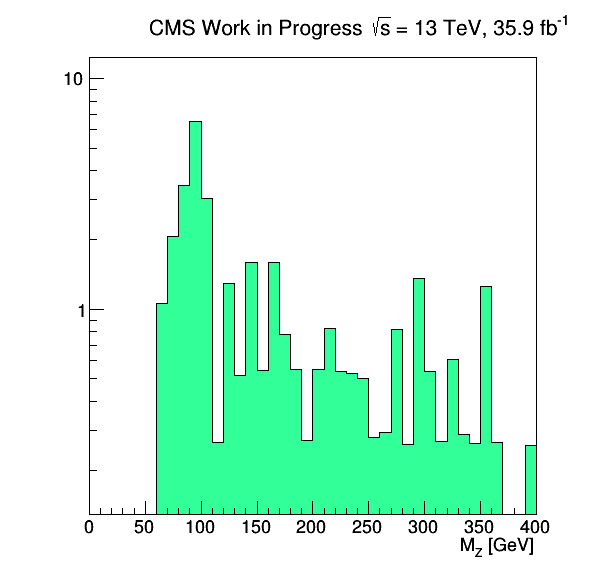 CMS Work in Progress √s = 13 TeV, 35.9 fb⁻¹
10
1
0 50 100 150 200 250 300 350 400
M_Z [GeV]